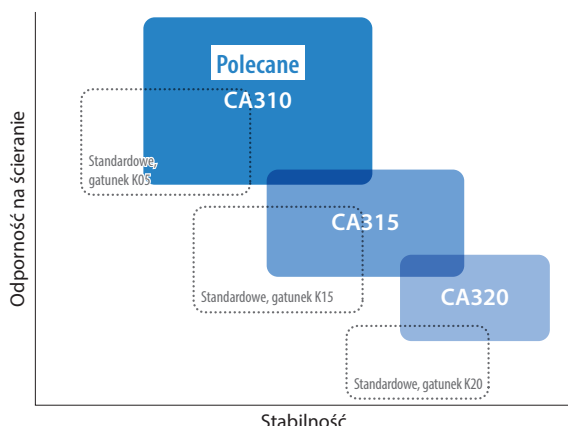 Polecane
CA310
Standardowe,
gatunek K05
CA315
Standardowe, gatunek K15
CA320
Standardowe, gatunek K20
Odporność na ścieranie
Stabilność